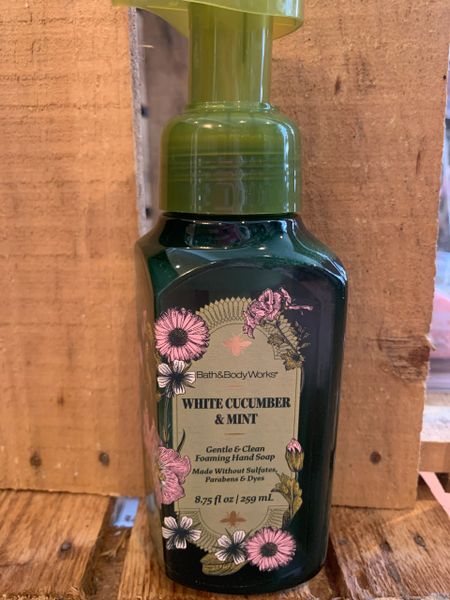 Bath&BodyWorks®
WHITE CUCUMBER
& MINT
Gentle & Clean
Foaming Hand Soap
Made Without Sulfates,
Parabens & Dyes
8.75 fl oz | 259 mL